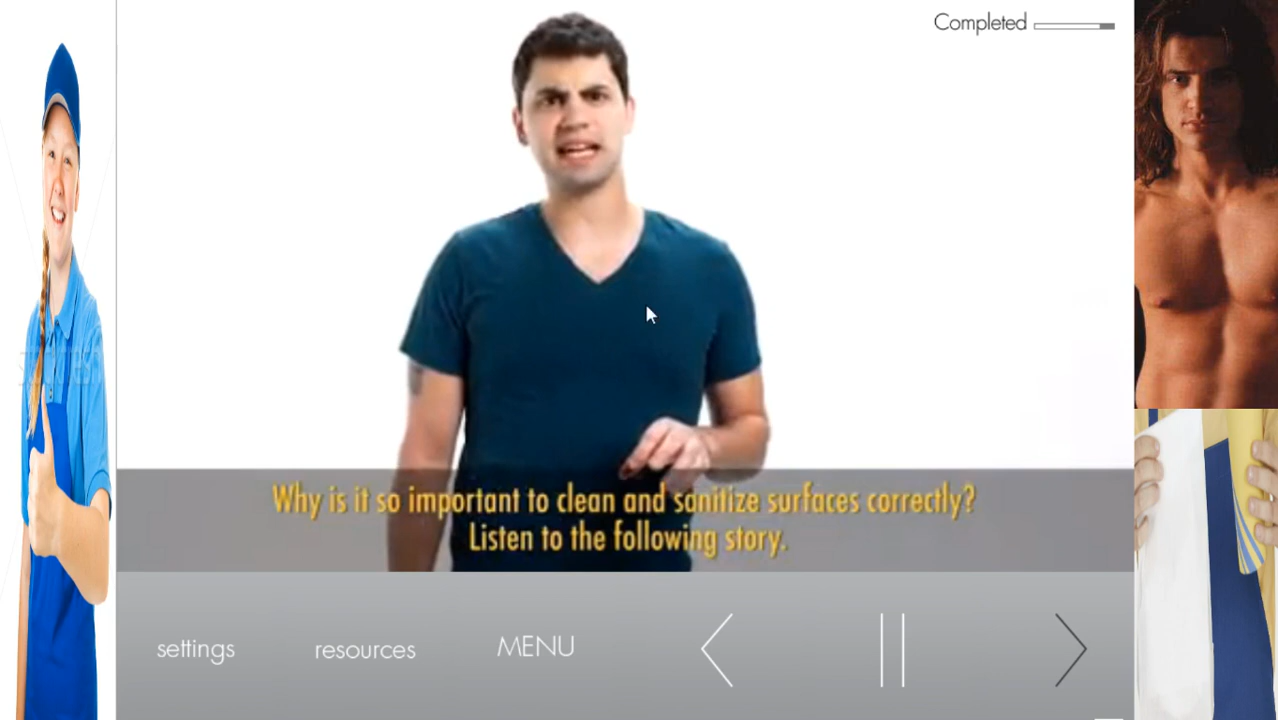 Completed
Why is it so important to clean and sanitize surfaces correctly?
Listen to the following story.
settings
resources
MENU